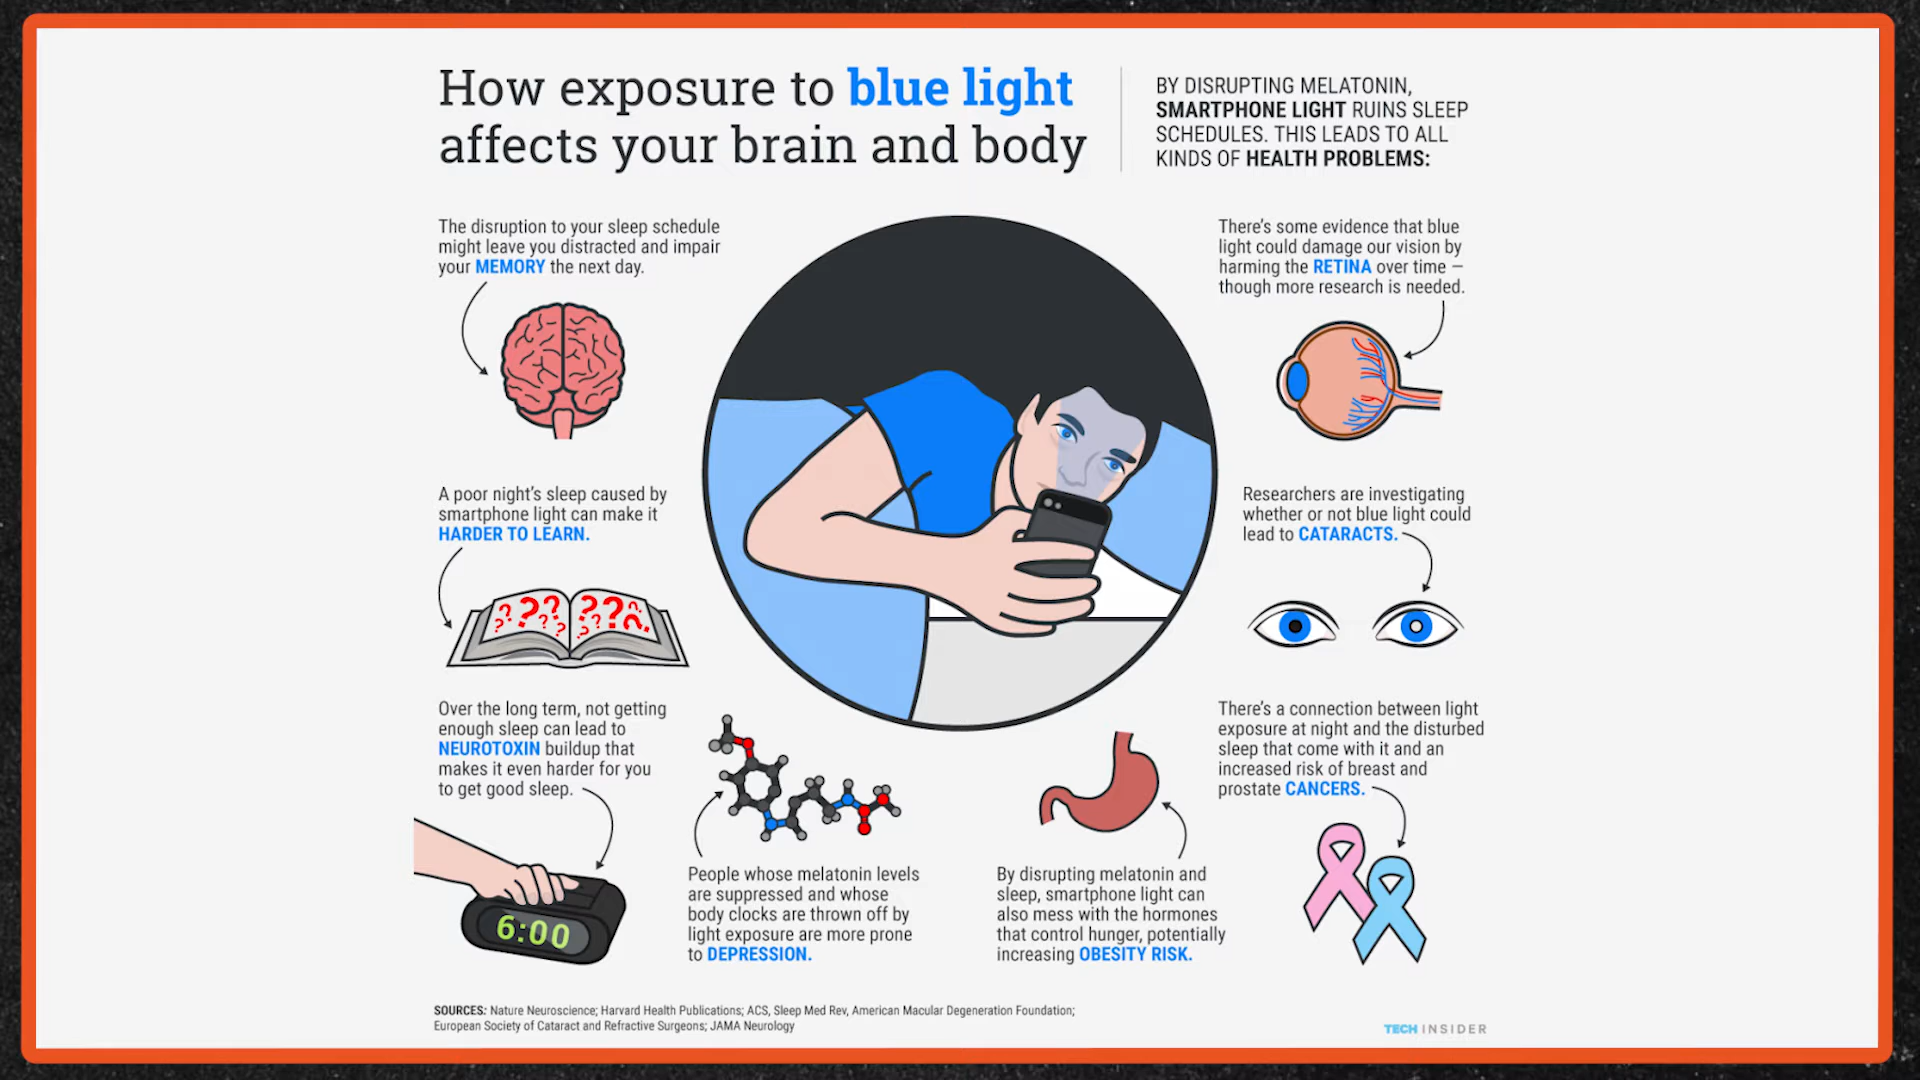 How exposure to blue light
affects your brain and body
BY DISRUPTING MELATONIN,
SMARTPHONE LIGHT RUINS SLEEP
SCHEDULES. THIS LEADS TO ALL
KINDS OF HEALTH PROBLEMS:
The disruption to your sleep schedule
might leave you distracted and impair
your MEMORY the next day.
There's some evidence that blue
light could damage our vision by
harming the RETINA over time –
though more research is needed.
A poor night's sleep caused by
smartphone light can make it
HARDER TO LEARN.
Researchers are investigating
whether or not blue light could
lead to CATARACTS.
? ? ? ? ? ? ? ? ? ? ? ? ?
Over the long term, not getting
enough sleep can lead to
NEUROTOXIN buildup that
makes it even harder for you
to get good sleep.
6:00
People whose melatonin levels
are suppressed and whose
body clocks are thrown off by
light exposure are more prone
to DEPRESSION.
By disrupting melatonin and
sleep, smartphone light can
also mess with the hormones
that control hunger, potentially
increasing OBESITY RISK.
There's a connection between light
exposure at night and the disturbed
sleep that come with it and an
increased risk of breast and
prostate CANCERS.
SOURCES: Nature Neuroscience; Harvard Health Publications; ACS, Sleep Med Rev, American Macular Degeneration Foundation;
European Society of Cataract and Refractive Surgeons; JAMA Neurology
TECH INSIDER